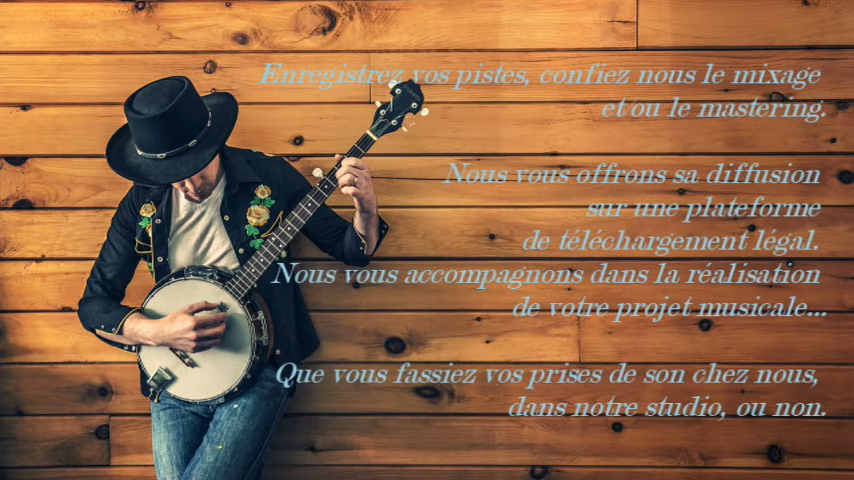 Enregistrez vos pistes, confiez nous le mixage
et ou le mastering.
Nous vous offrons sa diffusion
sur une plateforme
de téléchargement légal.
Nous vous accompagnons dans la réalisation
de votre projet musicale...
Que vous fassiez vos prises de son chez nous,
dans notre studio, ou non.